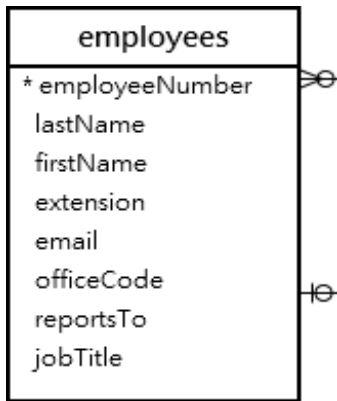 employees
* employeeNumber
lastName
firstName
extension
email
officeCode
reportsTo
jobTitle